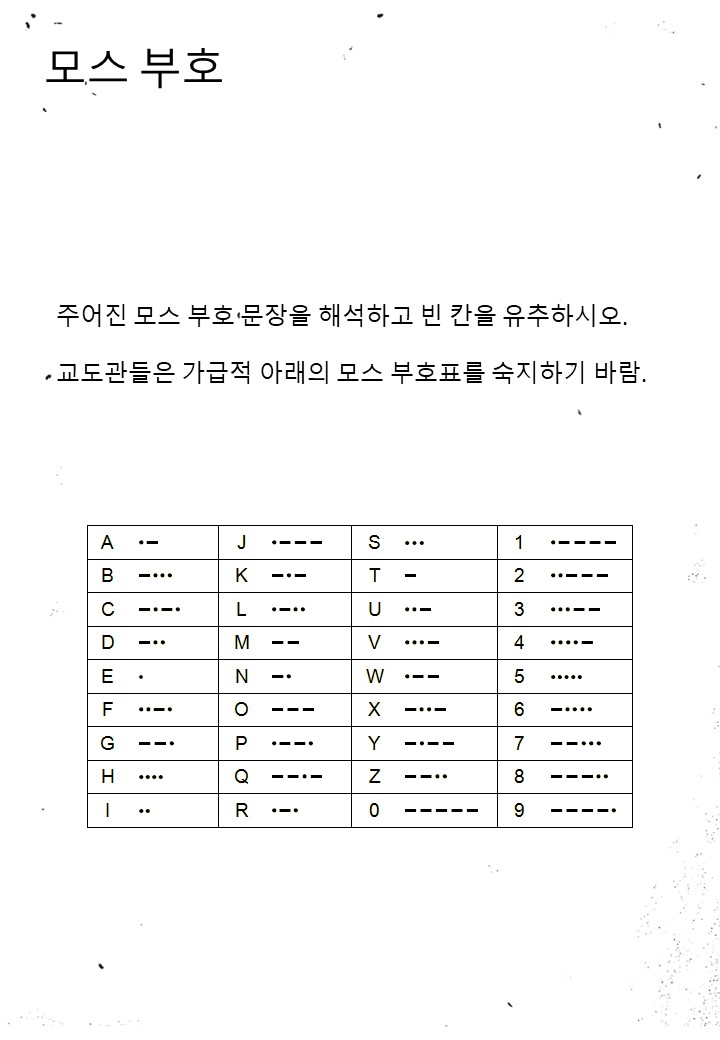 모스 부호
주어진 모스 부호 문장을 해석하고 빈 칸을 유추하시오.
교도관들은 가급적 아래의 모스 부호표를 숙지하기 바람.
A •– J •––– S ••• 1 •––––
B –••• K –•– T – 2 ••–––
C –•–• L •–•• U ••– 3 •••––
D –•• M –– V •••– 4 ••••–
E • N –• W •–– 5 •••••
F ••–• O ––– X –••– 6 –••••
G ––• P •––• Y –•–– 7 ––•••
H •••• Q ––•– Z ––•• 8 –––••
I •• R •–• 0 ––––– 9 ––––•